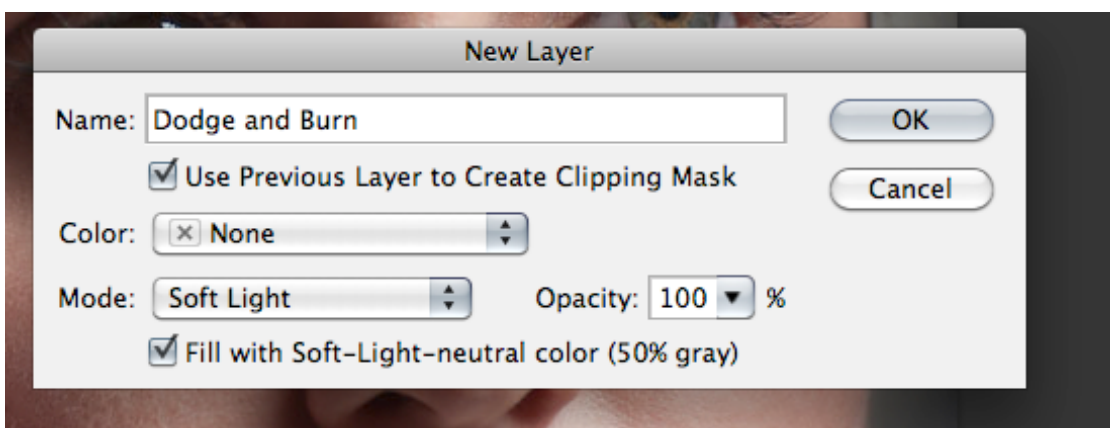 New Layer
Name: Dodge and Burn
OK
Use Previous Layer to Create Clipping Mask
Cancel
Color: None
Mode: Soft Light Opacity: 100 %
Fill with Soft-Light-neutral color (50% gray)